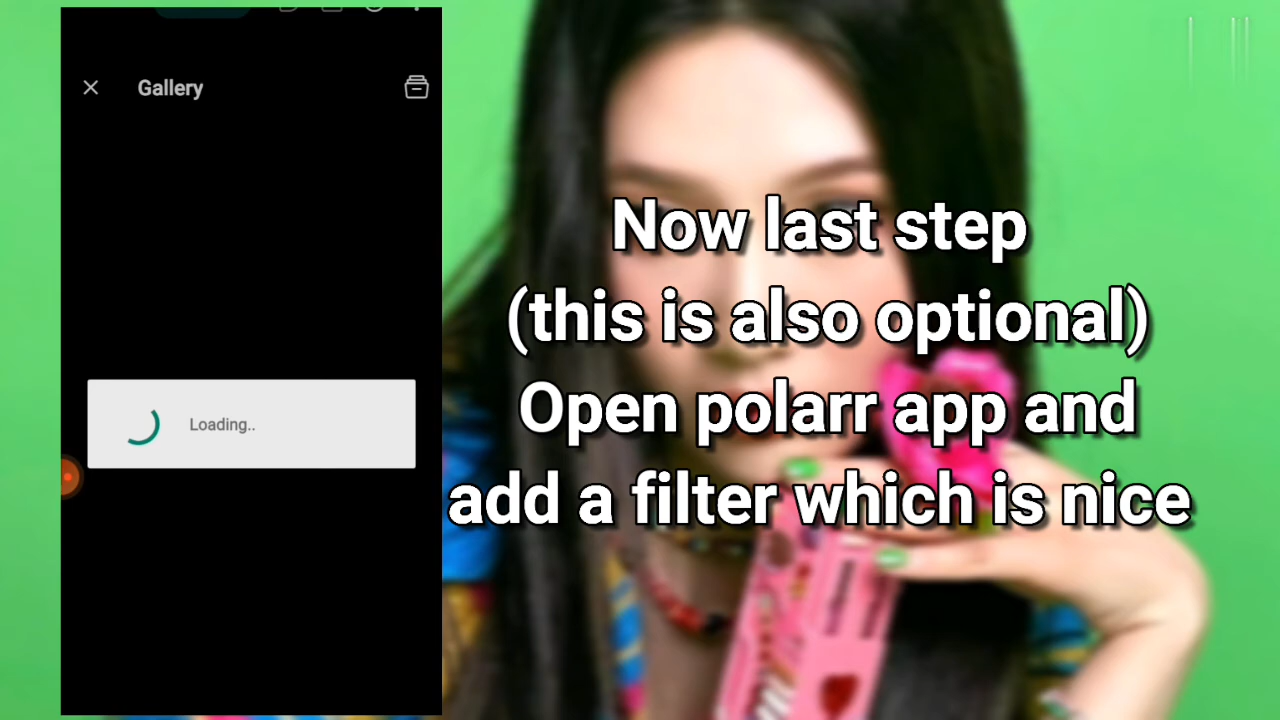 Gallery
Loading..
Now last step
(this is also optional)
Open polarr app and
add a filter which is nice